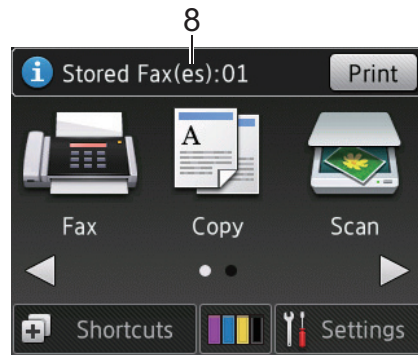 8
Stored Fax(es):01 Print
A
Fax Copy Scan
Shortcuts Settings